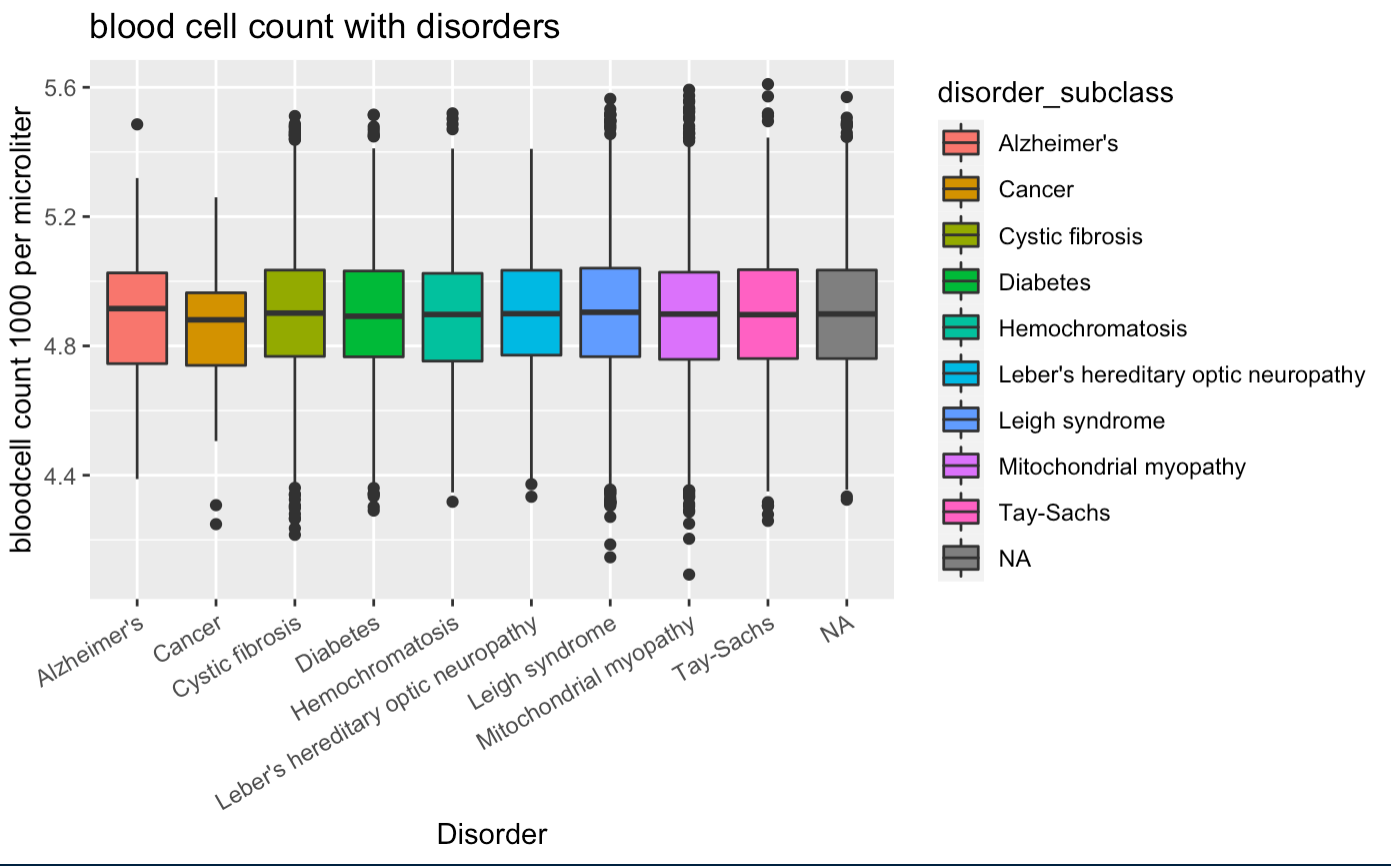 blood cell count with disorders
bloodcell count 1000 per microliter
5.6
5.2
4.8
4.4
Alzheimer's
Cancer
Cystic fibrosis
Diabetes
Hemochromatosis
Leber's hereditary optic neuropathy
Leigh syndrome
Mitochondrial myopathy
Tay-Sachs
NA
Disorder
disorder_subclass
Alzheimer's
Cancer
Cystic fibrosis
Diabetes
Hemochromatosis
Leber's hereditary optic neuropathy
Leigh syndrome
Mitochondrial myopathy
Tay-Sachs
NA